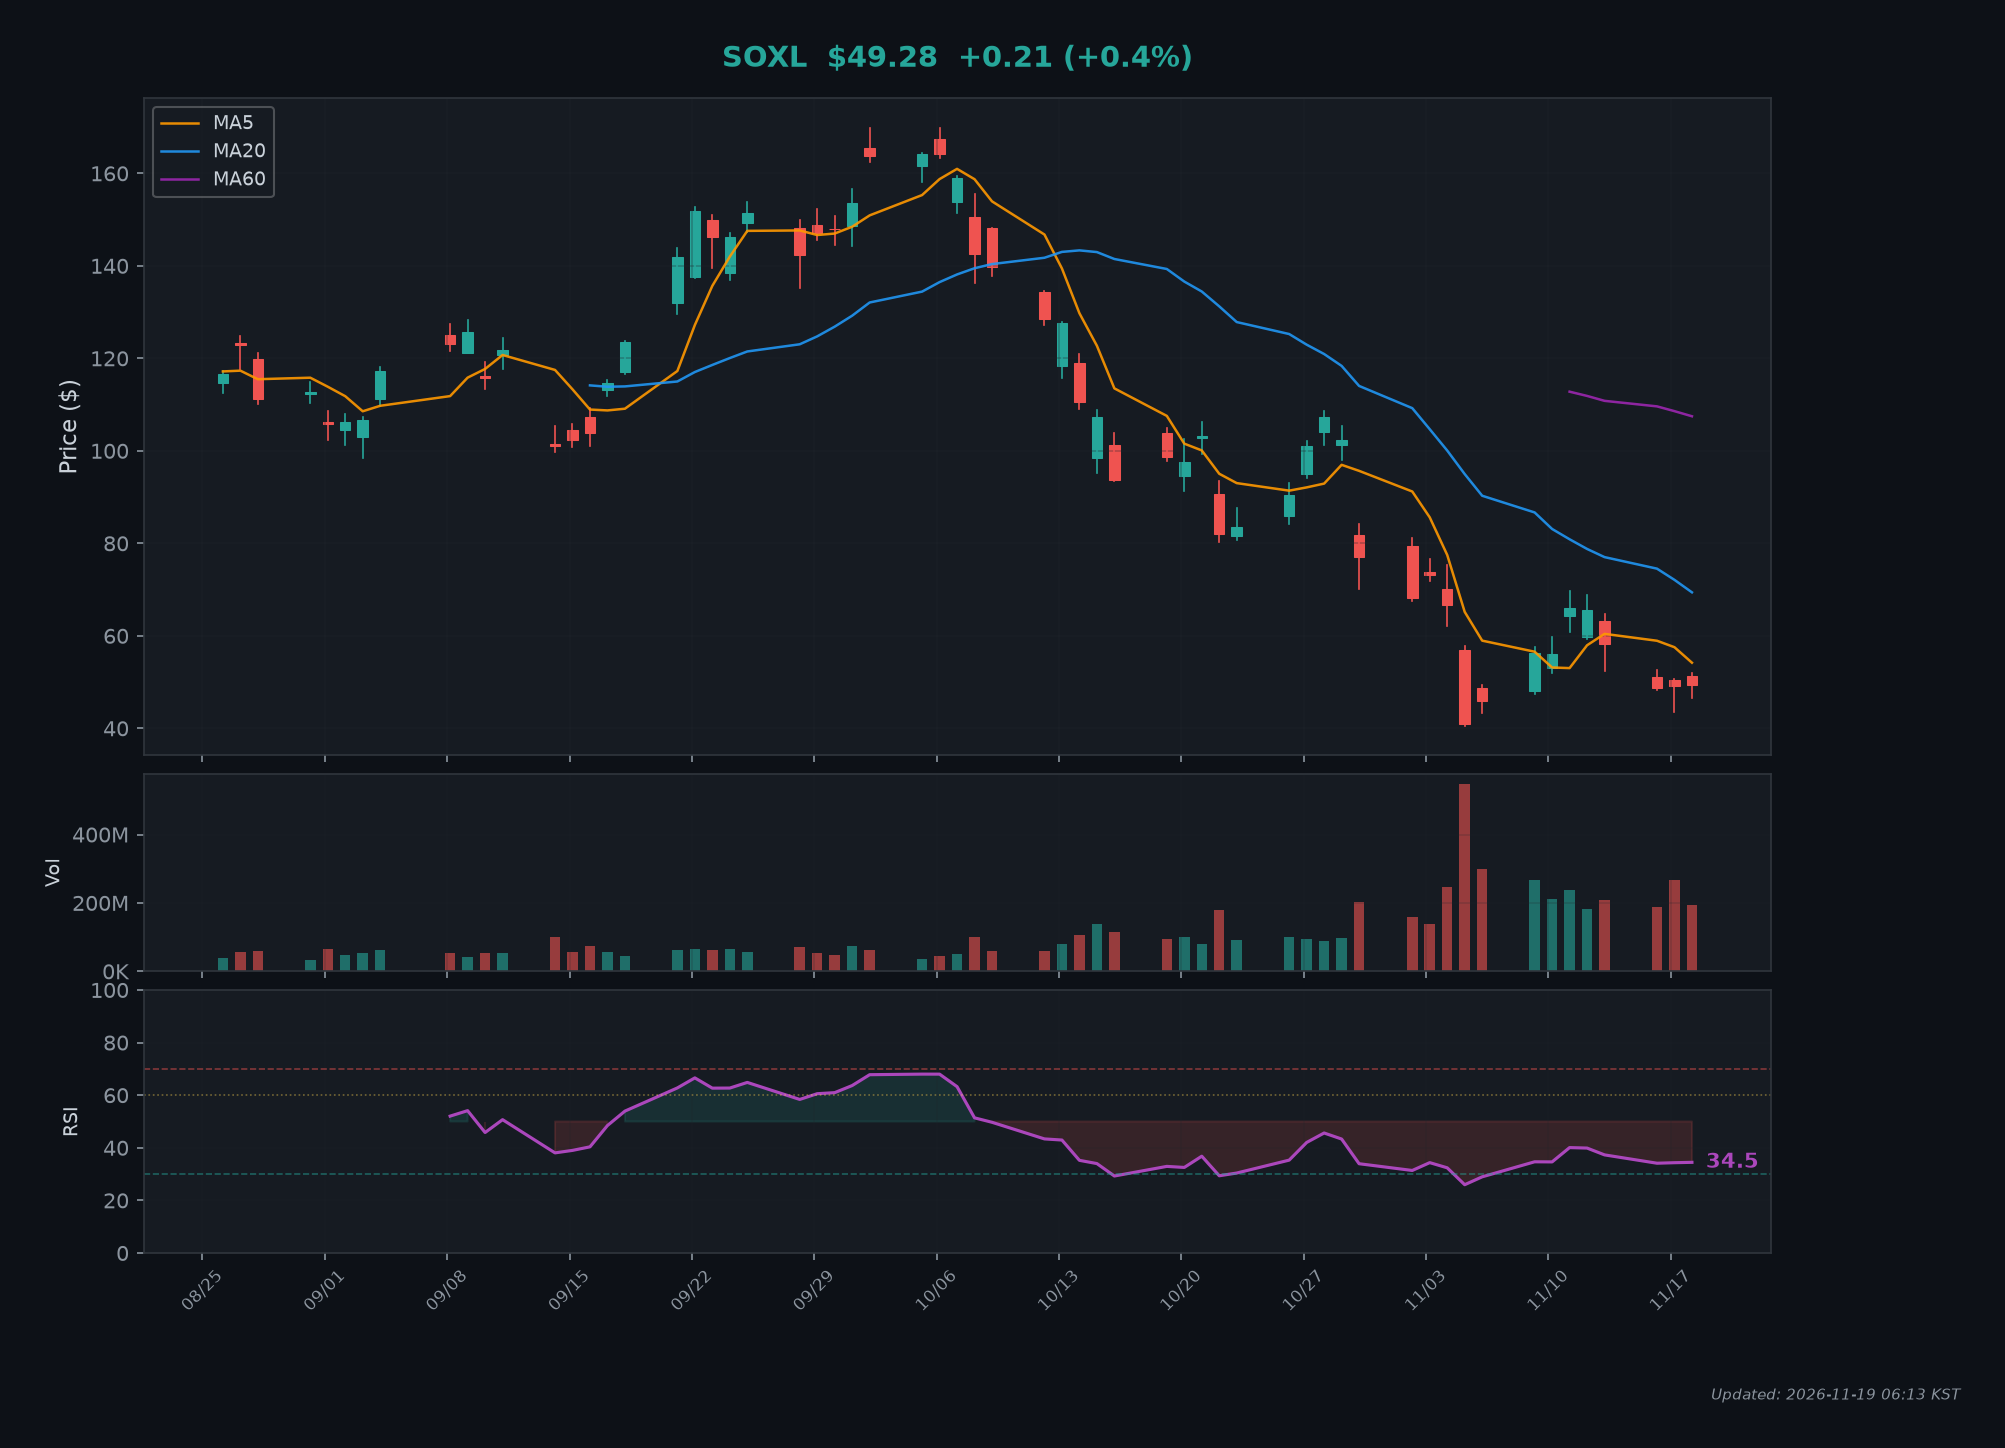 SOXL  $49.28  +0.21 (+0.4%)
MA5
MA20
MA60
Price ($)
160
140
120
100
80
60
40
Vol
400M
200M
0K
RSI
100
80
60
40
20
0
34.5
08/25
09/01
09/08
09/15
09/22
09/29
10/06
10/13
10/20
10/27
11/03
11/10
11/17
Updated: 2026-11-19 06:13 KST